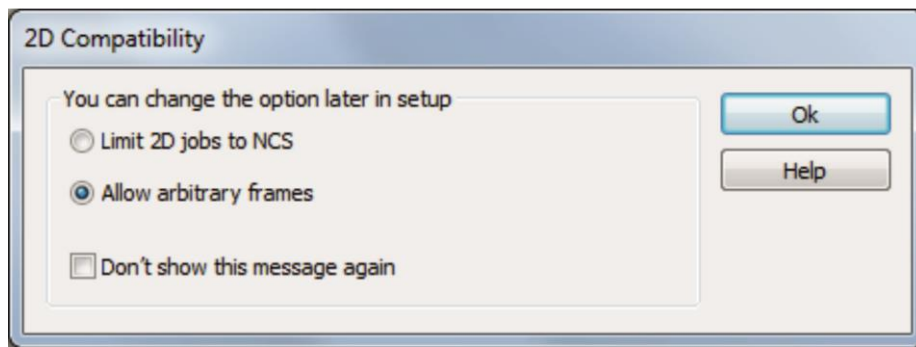 2D Compatibility
You can change the option later in setup
Limit 2D jobs to NCS
Allow arbitrary frames
Don't show this message again
Ok
Help